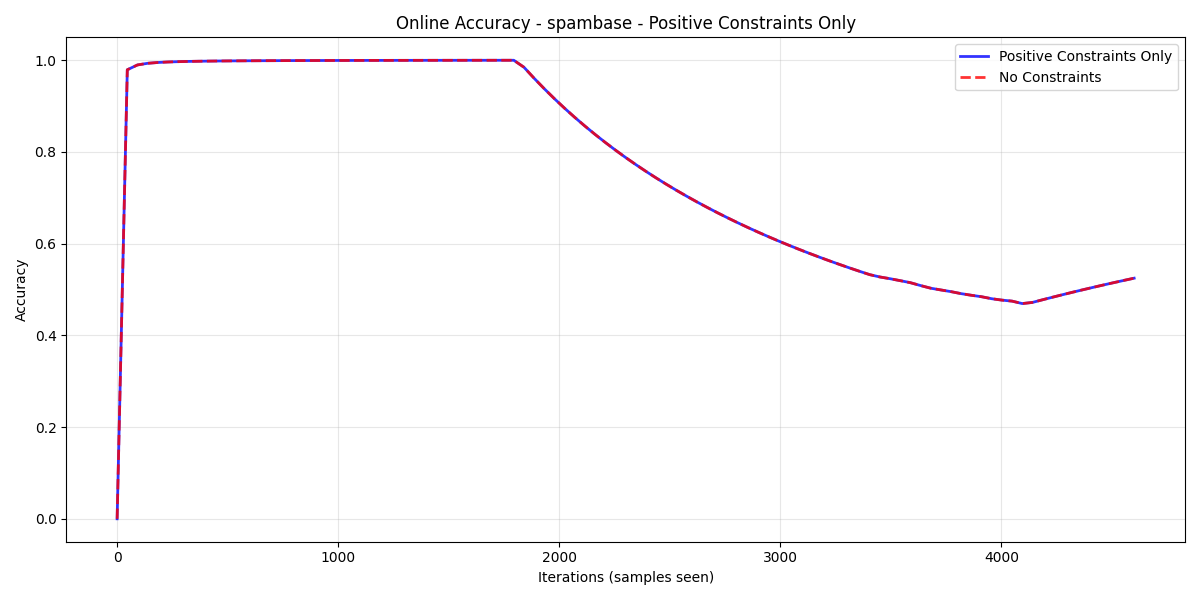 Online Accuracy - spambase - Positive Constraints Only
Positive Constraints Only
No Constraints
1.0
0.8
0.6
0.4
0.2
0.0
Accuracy
0 1000 2000 3000 4000
Iterations (samples seen)